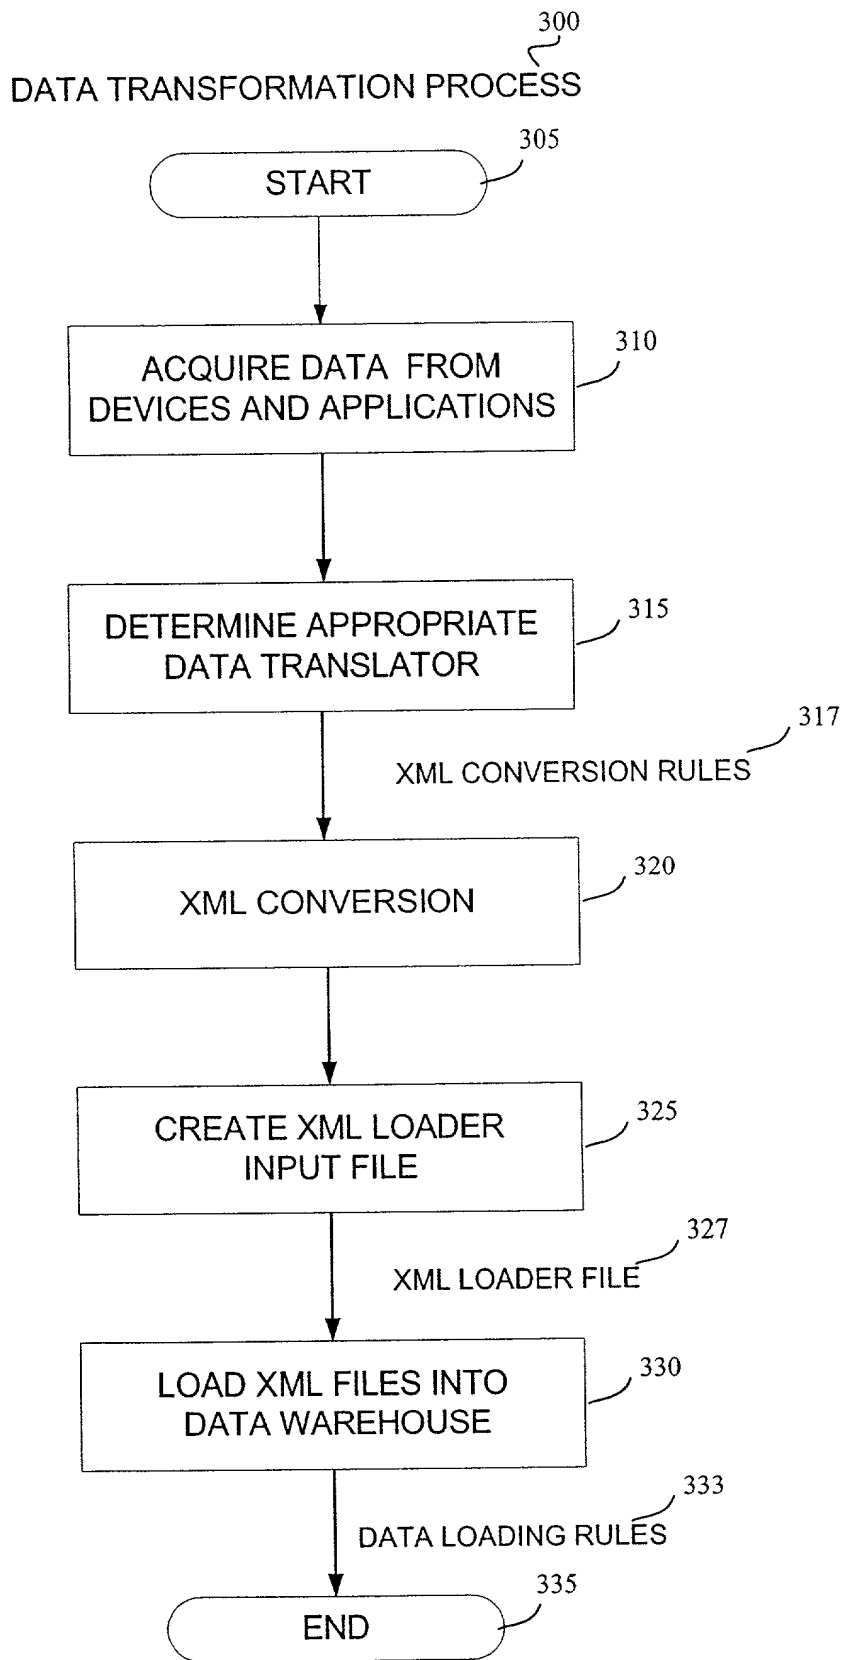 300
DATA TRANSFORMATION PROCESS
305
START
310
ACQUIRE DATA FROM
DEVICES AND APPLICATIONS
315
DETERMINE APPROPRIATE
DATA TRANSLATOR
317
XML CONVERSION RULES
320
XML CONVERSION
325
CREATE XML LOADER
INPUT FILE
327
XML LOADER FILE
330
LOAD XML FILES INTO
DATA WAREHOUSE
333
DATA LOADING RULES
335
END